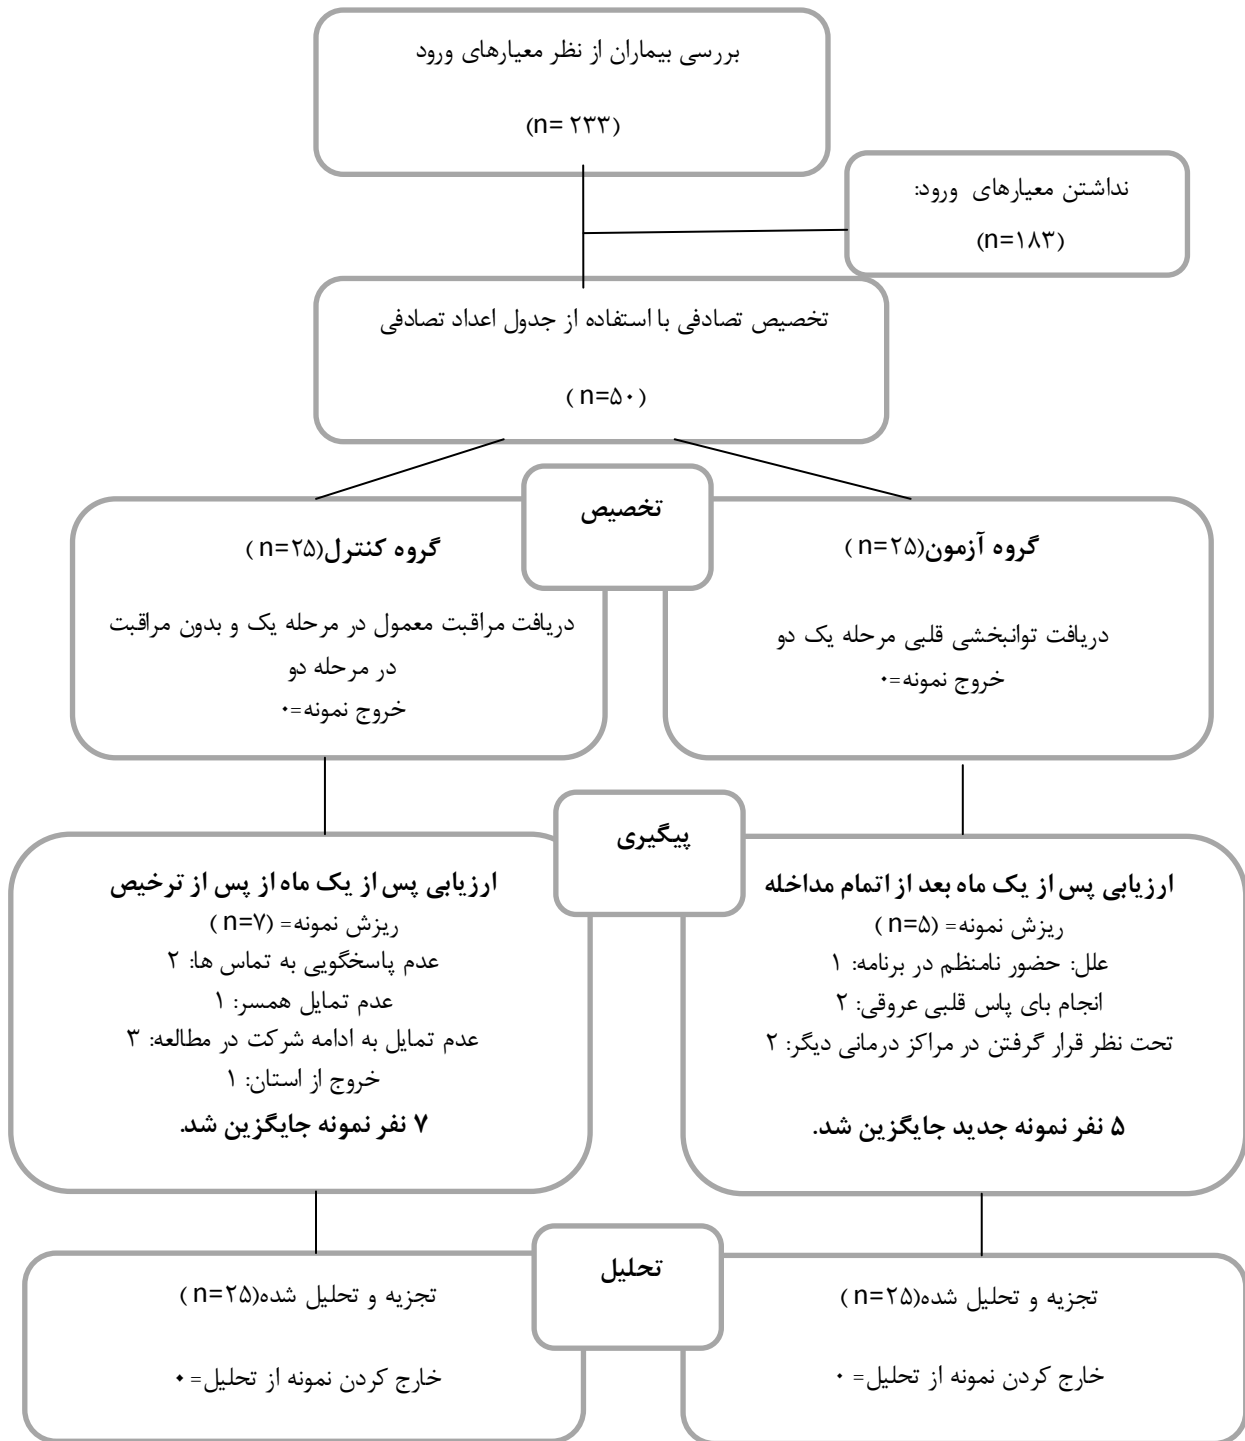 بررسی بیماران از نظر معیارهای ورود
(n= ۲۳۳)
نداشتن معیارهای ورود:
(n=۱۸۳)
تخصیص تصادفی با استفاده از جدول اعداد تصادفی
(n=۵۰)
تخصیص
گروه آزمون(n=۲۵)
دریافت توانبخشی قلبی مرحله یک دو
خروج نمونه=۰
گروه کنترل(n=۲۵)
دریافت مراقبت معمول در مرحله یک و بدون مراقبت
در مرحله دو
خروج نمونه=۰
پیگیری
ارزیابی پس از یک ماه بعد از اتمام مداخله
ریزش نمونه= (n=۵)
علل: حضور نامنظم در برنامه: ۱
انجام بای پاس قلبی عروقی: ۲
تحت نظر قرار گرفتن در مراکز درمانی دیگر: ۲
۵ نفر نمونه جدید جایگزین شد.
ارزیابی پس از یک ماه از پس از ترخیص
ریزش نمونه= (n=۷)
عدم پاسخگویی به تماس ها: ۲
عدم تمایل همسر: ۱
عدم تمایل به ادامه شرکت در مطالعه: ۳
خروج از استان: ۱
۷ نفر نمونه جایگزین شد.
تحلیل
تجزیه و تحلیل شده(n=۲۵)
خارج کردن نمونه از تحلیل= ۰
تجزیه و تحلیل شده(n=۲۵)
خارج کردن نمونه از تحلیل= ۰